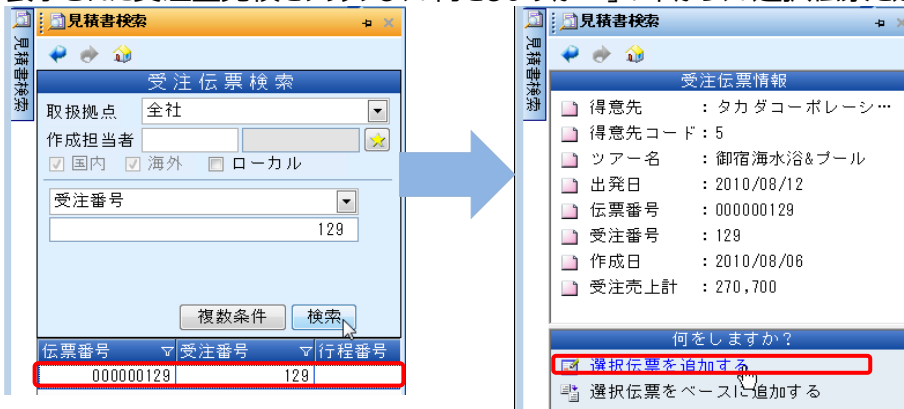 見積書検索
見積書検索
受注伝票検索
取扱拠点 全社
作成担当者
国内 海外 ローカル
受注番号
129
複数条件 検索
伝票番号 受注番号 行程番号
000000129 129
見積書検索
見積書検索
受注伝票情報
得意先 : タカダコーポレーシ…
得意先コード : 5
ツアー名 : 御宿海水浴&プール
出発日 : 2010/08/12
伝票番号 : 000000129
受注番号 : 129
作成日 : 2010/08/06
受注売上計 : 270,700
何をしますか?
選択伝票を追加する
選択伝票をベースに追加する